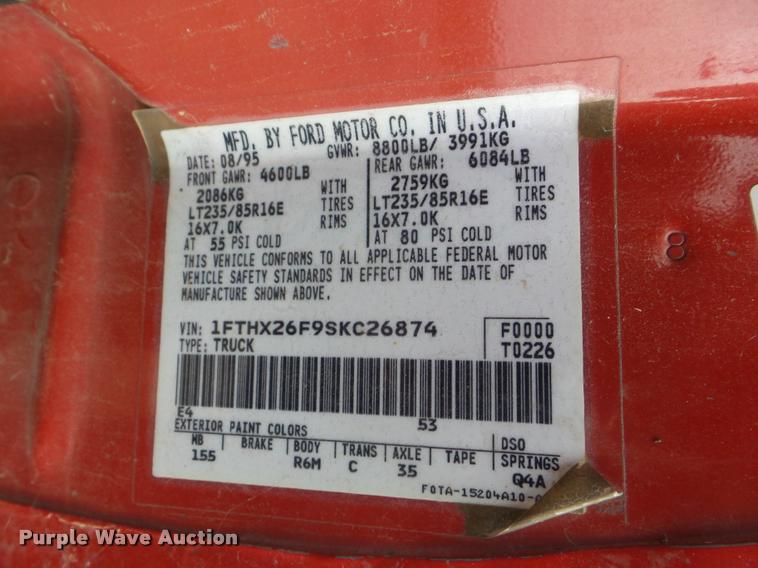 MFD. BY FORD MOTOR CO. IN U.S.A.
DATE: 08/95 GVWR: 8800LB/ 3991KG
FRONT GAWR: 4600LB REAR GAWR: 6084LB
2086KG WITH 2759KG WITH
LT235/85R16E TIRES LT235/85R16E TIRES
16X7.0K RIMS 16X7.0K RIMS
AT 55 PSI COLD AT 80 PSI COLD
THIS VEHICLE CONFORMS TO ALL APPLICABLE FEDERAL MOTOR
VEHICLE SAFETY STANDARDS IN EFFECT ON THE DATE OF
MANUFACTURE SHOWN ABOVE.
VIN: 1FTHX26F9SKC26874 F0000
TYPE: TRUCK T0226
E4 53
EXTERIOR PAINT COLORS DSO
WB BRAKE BODY TRANS AXLE TAPE SPRINGS
155 R6M C 35 Q4A
F0TA-15204A10-
8
Purple Wave Auction